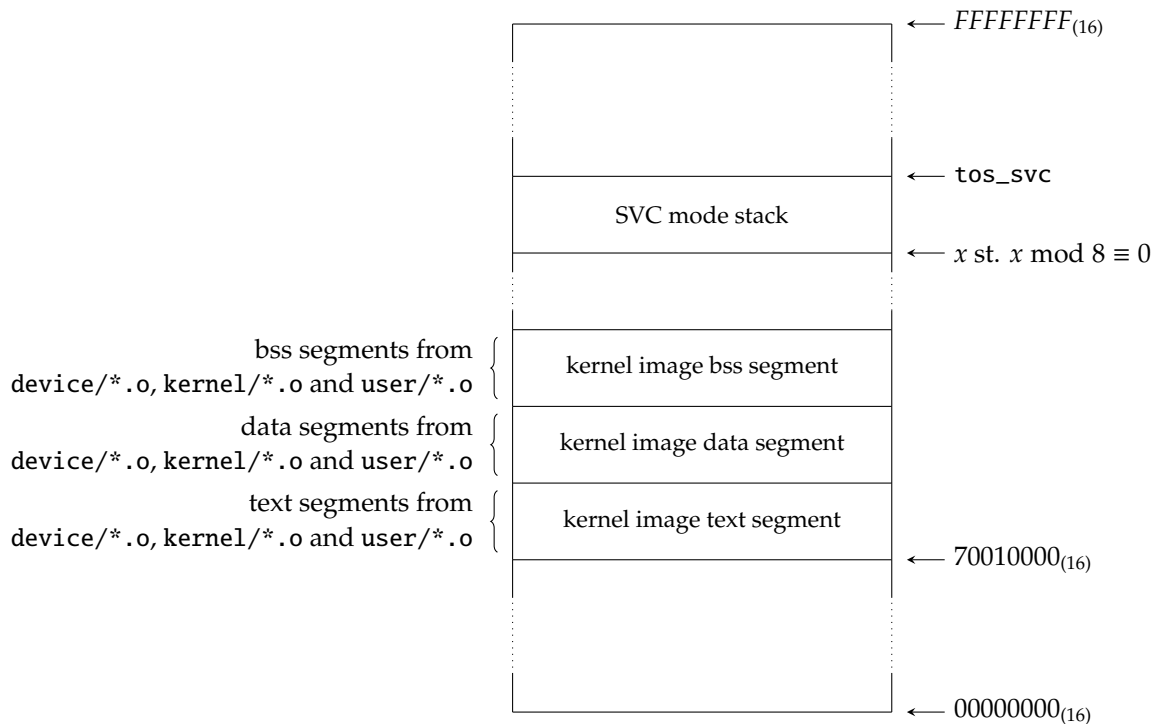 FFFFFFFF(16)
tos_svc
SVC mode stack
x st. x mod 8 ≡ 0
bss segments from
device/*.o, kernel/*.o and user/*.o
kernel image bss segment
data segments from
device/*.o, kernel/*.o and user/*.o
kernel image data segment
text segments from
device/*.o, kernel/*.o and user/*.o
kernel image text segment
70010000(16)
00000000(16)